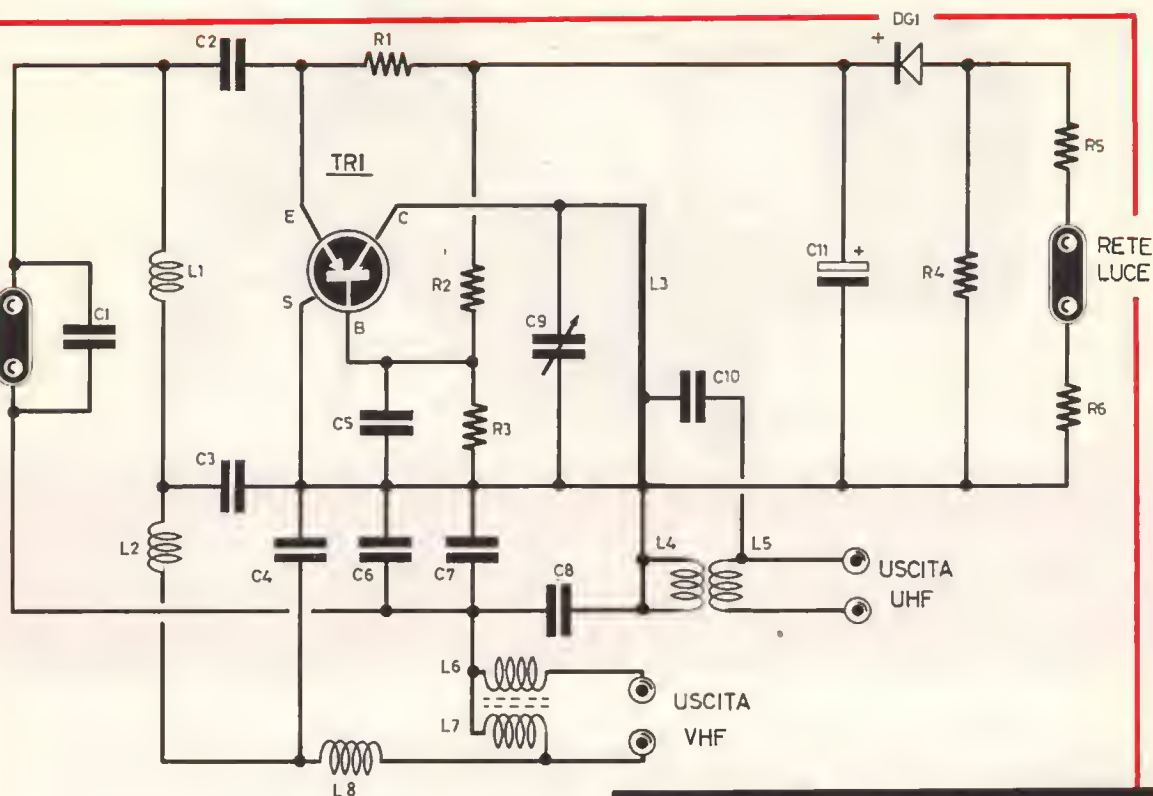 DG1
+
C2
R1
TR1
E
C
R5
L1
R2
L3
C11
+
R4
RETE
LUCE
C1
S
B
C9
C10
R6
C5
R3
C3
L2
C4
C6
C7
C8
L4
L5
USCITA
UHF
L6
L7
USCITA
VHF
L8